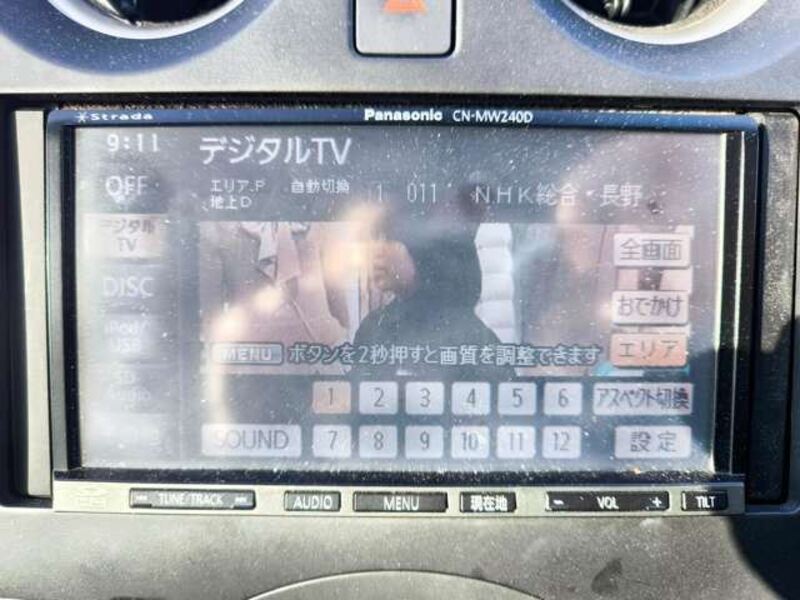 Strada
Panasonic CN-MW240D
9:11
デジタルTV
OFF
エリア.P 自動切換
地上D
1 011 NHK総合・長野
デジタル
TV
全画面
DISC
おでかけ
iPod/
USB
MENU ボタンを2秒押すと画質を調整できます
エリア
1 2 3 4 5 6 アスペクト切換
SOUND 7 8 9 10 11 12 設定
TUNE/TRACK AUDIO MENU 現在地 - VOL + TILT